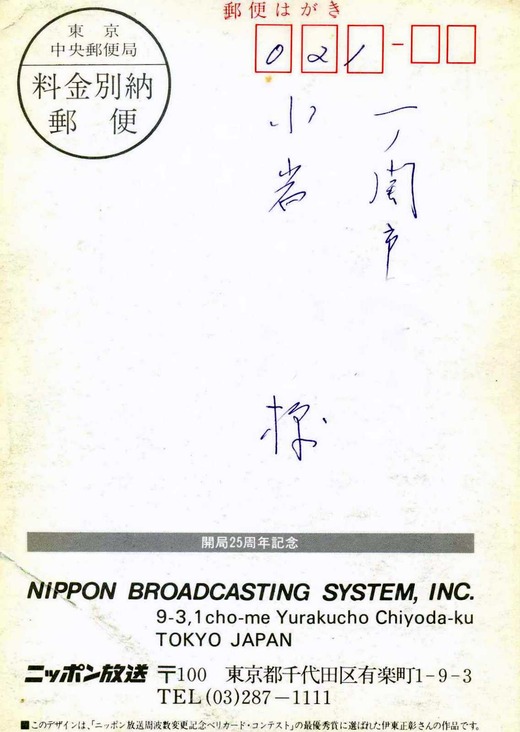 郵便はがき
東京
中央郵便局
料金別納
郵便
021
一ノ関市
小岩
様
開局25周年記念
NIPPON BROADCASTING SYSTEM, INC.
9-3,1cho-me Yurakucho Chiyoda-ku
TOKYO JAPAN
ニッポン放送 〒100 東京都千代田区有楽町1-9-3
TEL(03)287-1111
■このデザインは、「ニッポン放送周波数変更記念ベリカード・コンテスト」の最優秀賞に選ばれた伊東正彰さんの作品です。